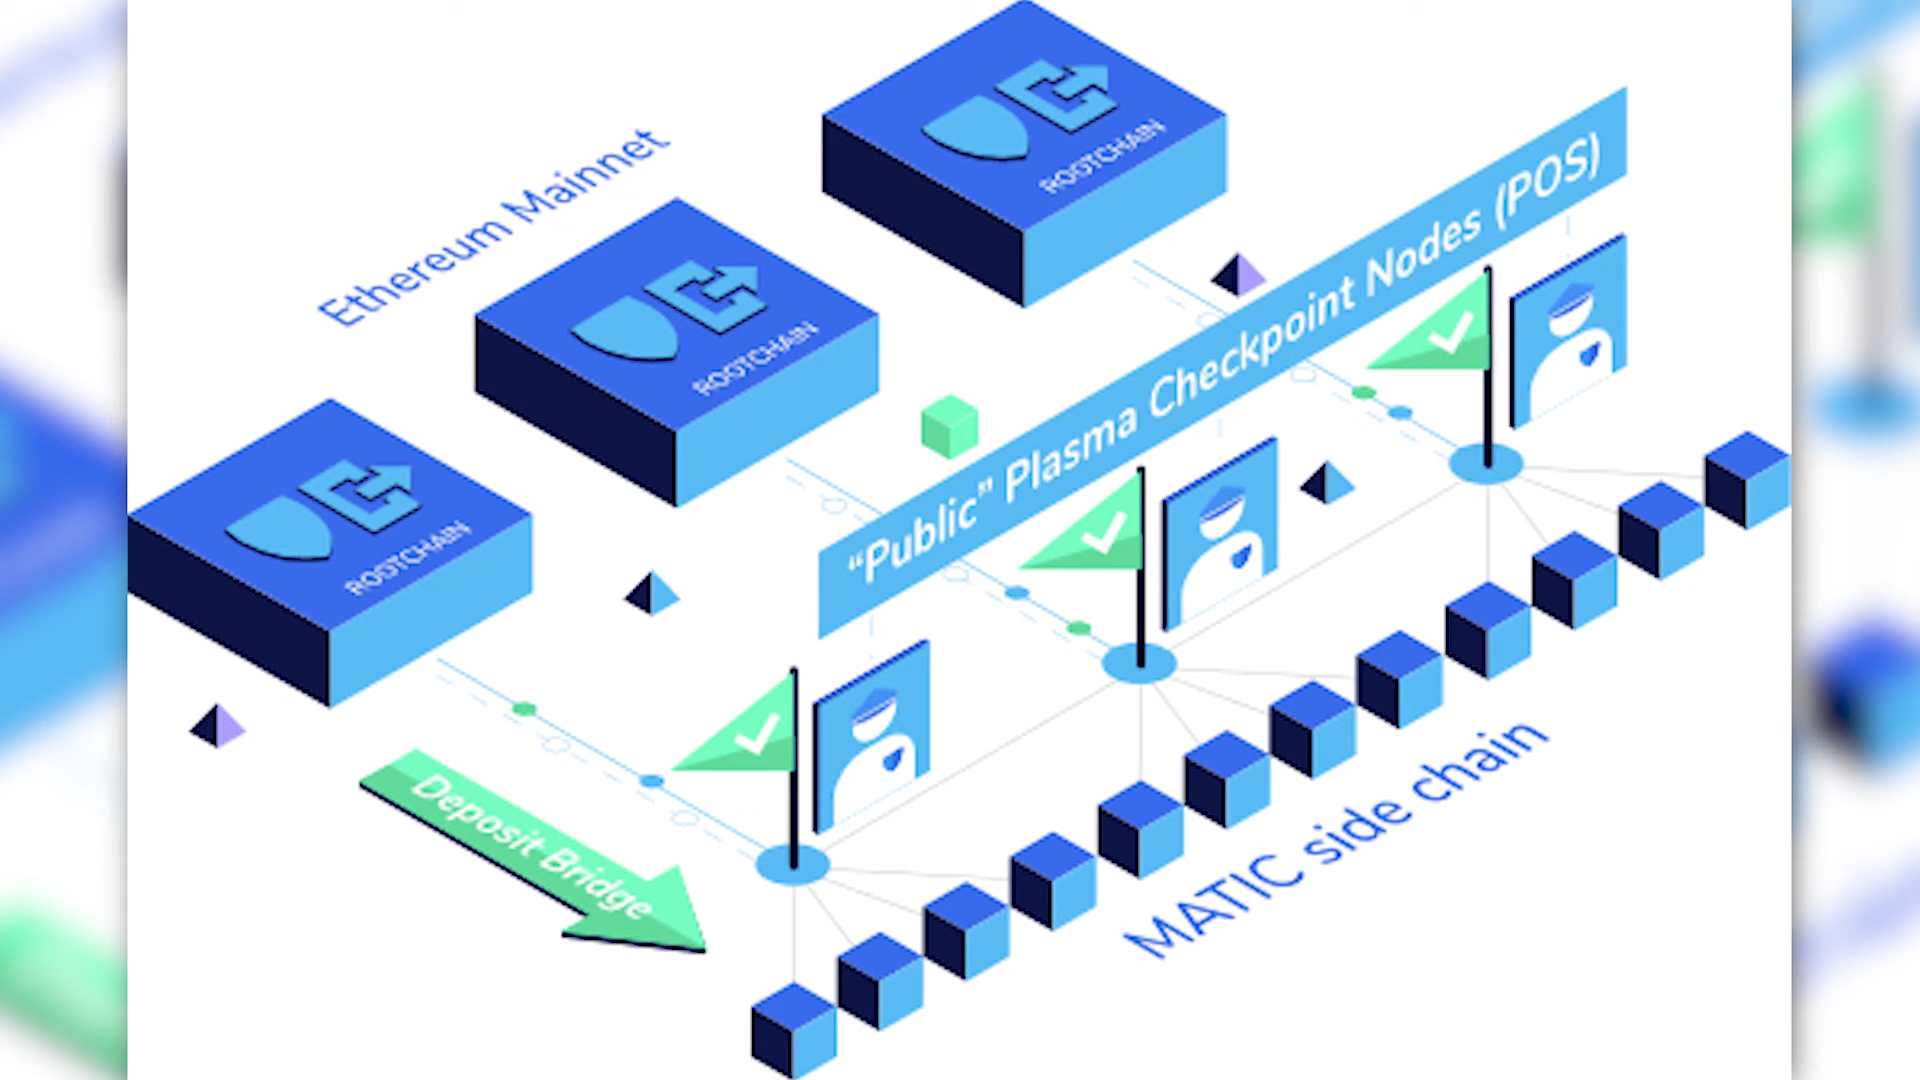 Ethereum Mainnet
ROOTCHAIN
ROOTCHAIN
ROOTCHAIN
“Public” Plasma Checkpoint Nodes (POS)
Deposit Bridge
MATIC side chain